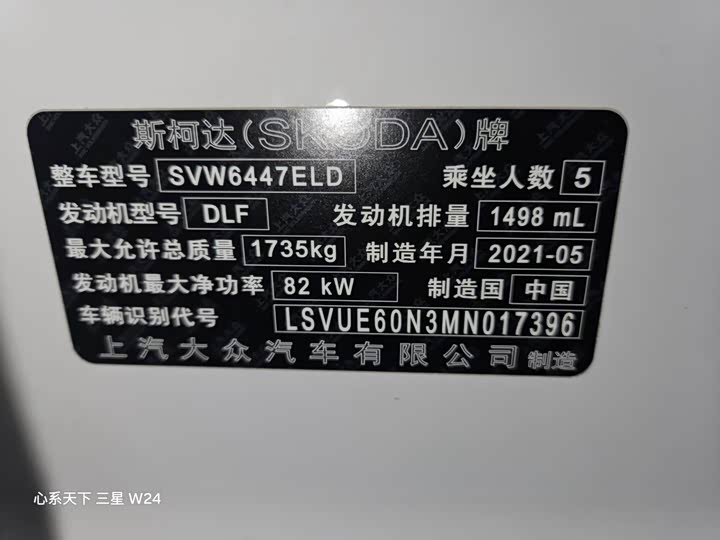 斯柯达(SKODA)牌
整车型号 SVW6447ELD 乘坐人数 5
发动机型号 DLF 发动机排量 1498 mL
最大允许总质量 1735kg 制造年月 2021-05
发动机最大净功率 82 kW 制造国 中国
车辆识别代号 LSVUE60N3MN017396
上汽大众汽车有限公司 制造
心系天下 三星 W24